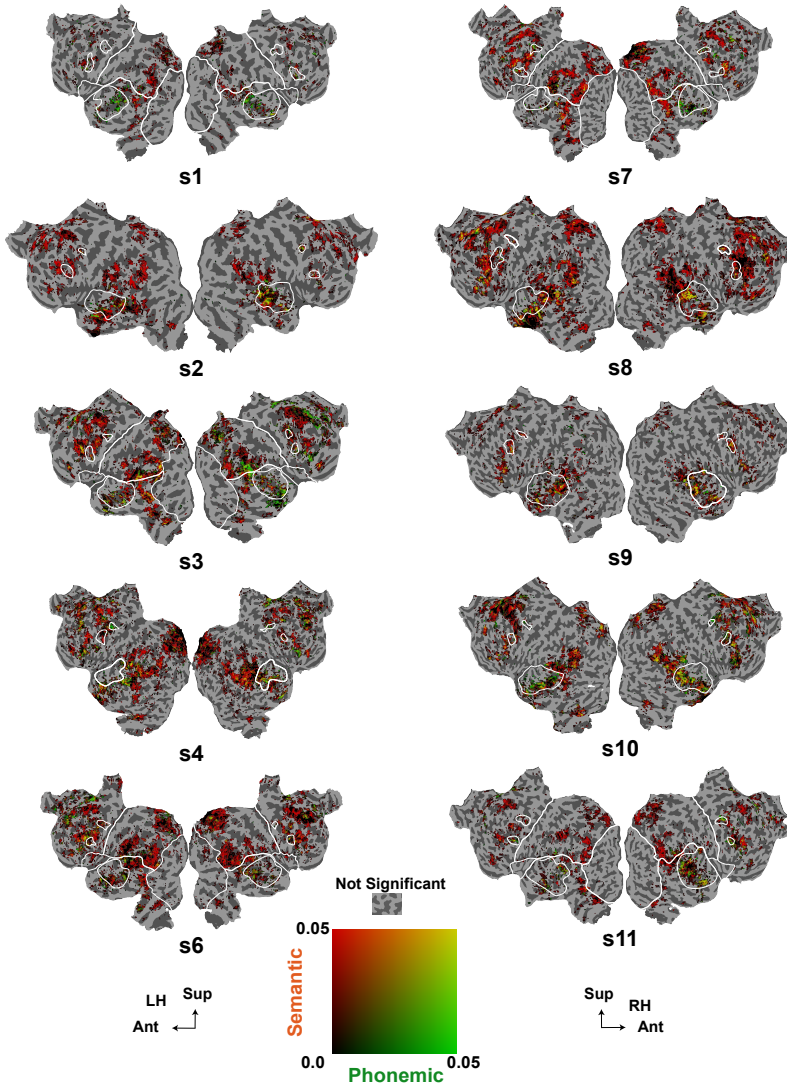 s1
s7
s2
s8
s3
s9
s4
s10
s6
s11
Not Significant
0.05
Semantic
0.0
0.05
Phonemic
LH
Sup
Ant
Sup
RH
Ant